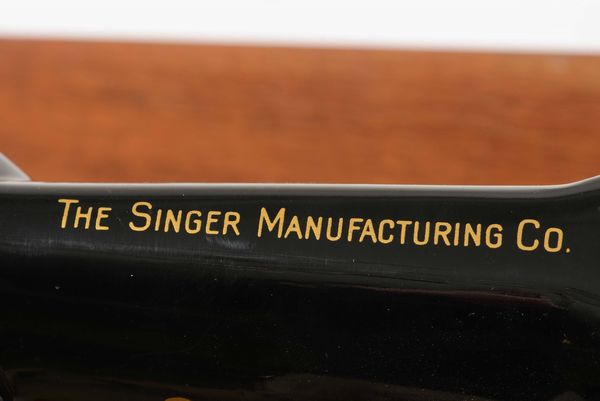 The Singer Manufacturing Co.